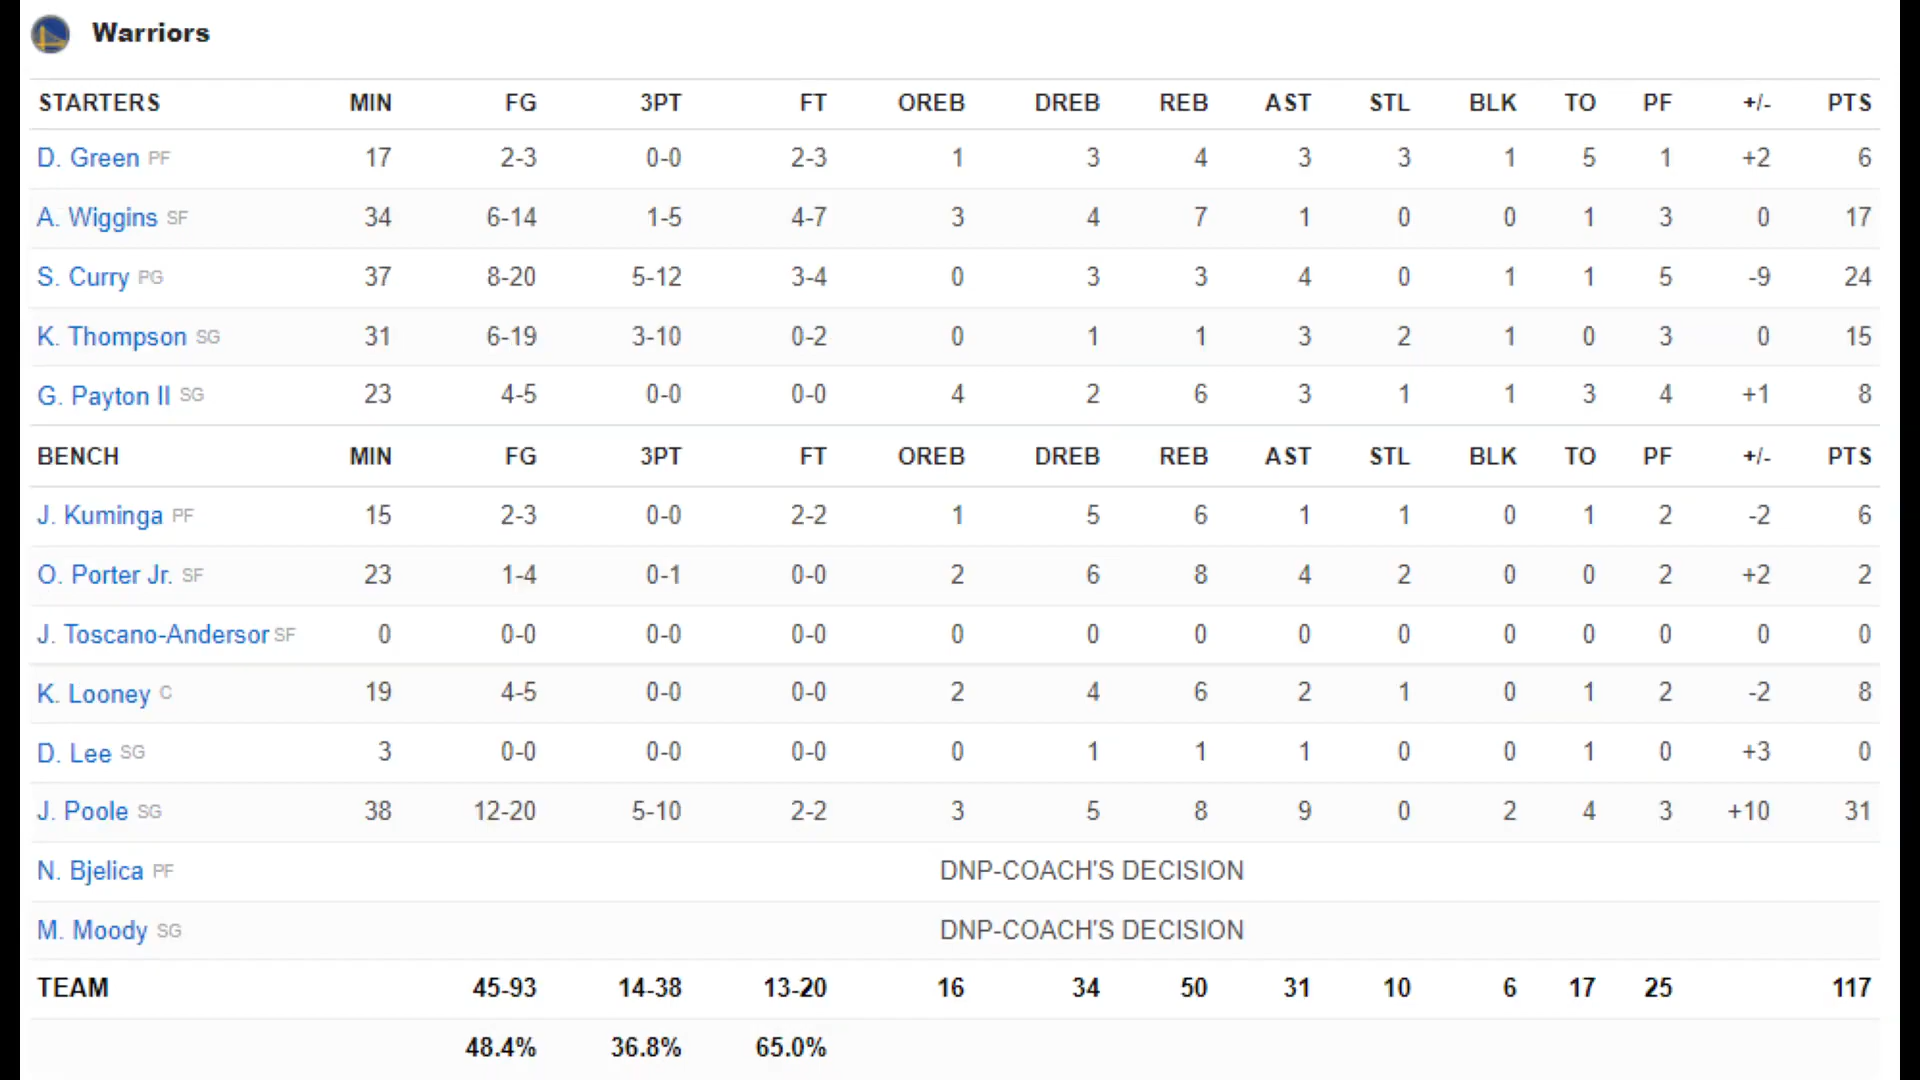 Warriors
STARTERS MIN FG 3PT FT OREB DREB REB AST STL BLK TO PF +/- PTS
D. Green PF 17 2-3 0-0 2-3 1 3 4 3 3 1 5 1 +2 6
A. Wiggins SF 34 6-14 1-5 4-7 3 4 7 1 0 0 1 3 0 17
S. Curry PG 37 8-20 5-12 3-4 0 3 3 4 0 1 1 5 -9 24
K. Thompson SG 31 6-19 3-10 0-2 0 1 1 3 2 1 0 3 0 15
G. Payton II SG 23 4-5 0-0 0-0 4 2 6 3 1 1 3 4 +1 8
BENCH MIN FG 3PT FT OREB DREB REB AST STL BLK TO PF +/- PTS
J. Kuminga PF 15 2-3 0-0 2-2 1 5 6 1 1 0 1 2 -2 6
O. Porter Jr. SF 23 1-4 0-1 0-0 2 6 8 4 2 0 0 2 +2 2
J. Toscano-Andersor SF 0 0-0 0-0 0-0 0 0 0 0 0 0 0 0 0 0
K. Looney C 19 4-5 0-0 0-0 2 4 6 2 1 0 1 2 -2 8
D. Lee SG 3 0-0 0-0 0-0 0 1 1 1 0 0 1 0 +3 0
J. Poole SG 38 12-20 5-10 2-2 3 5 8 9 0 2 4 3 +10 31
N. Bjelica PF DNP-COACH'S DECISION
M. Moody SG DNP-COACH'S DECISION
TEAM 45-93 14-38 13-20 16 34 50 31 10 6 17 25 117
48.4% 36.8% 65.0%